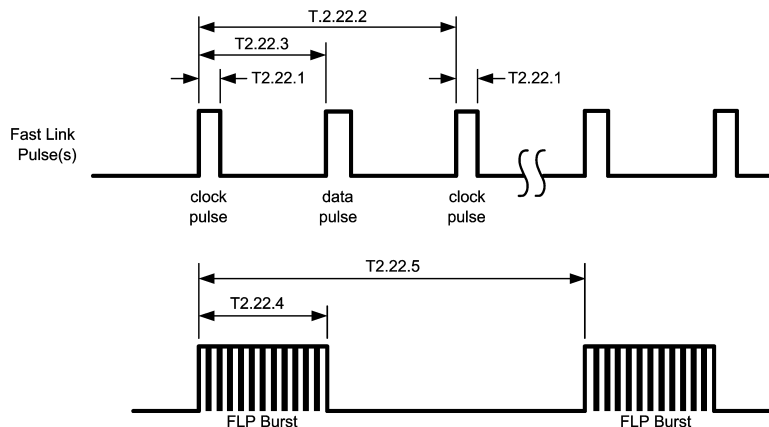 T.2.22.2
T2.22.3
T2.22.1
T2.22.1
Fast Link
Pulse(s)
clock
pulse
data
pulse
clock
pulse
T2.22.5
T2.22.4
FLP Burst
FLP Burst